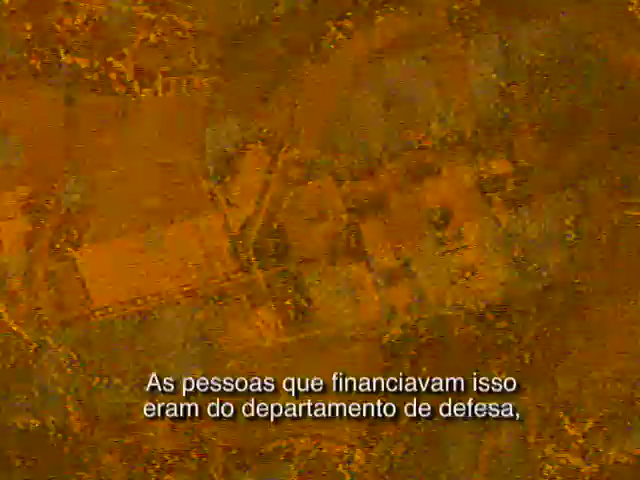 As pessoas que financiavam isso
eram do departamento de defesa,